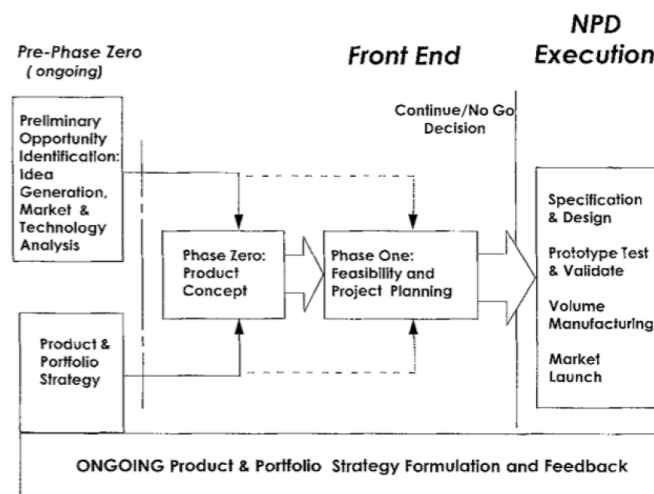 Pre-Phase Zero
( ongoing)
Front End
NPD
Execution
Preliminary
Opportunity
Identification:
Idea
Generation,
Market &
Technology
Analysis
Continue/No Go
Decision
Phase Zero:
Product
Concept
Phase One:
Feasibility and
Project Planning
Product &
Portfolio
Strategy
Specification
& Design
Prototype Test
& Validate
Volume
Manufacturing
Market
Launch
ONGOING Product & Portfolio Strategy Formulation and Feedback